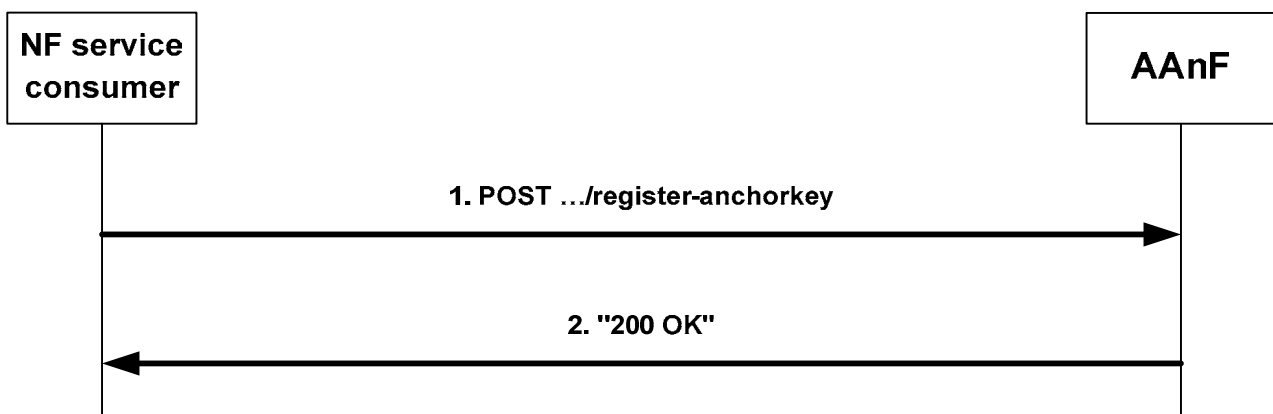 NF service
consumer
AAnF
1. POST …/register-anchorkey
2. "200 OK"